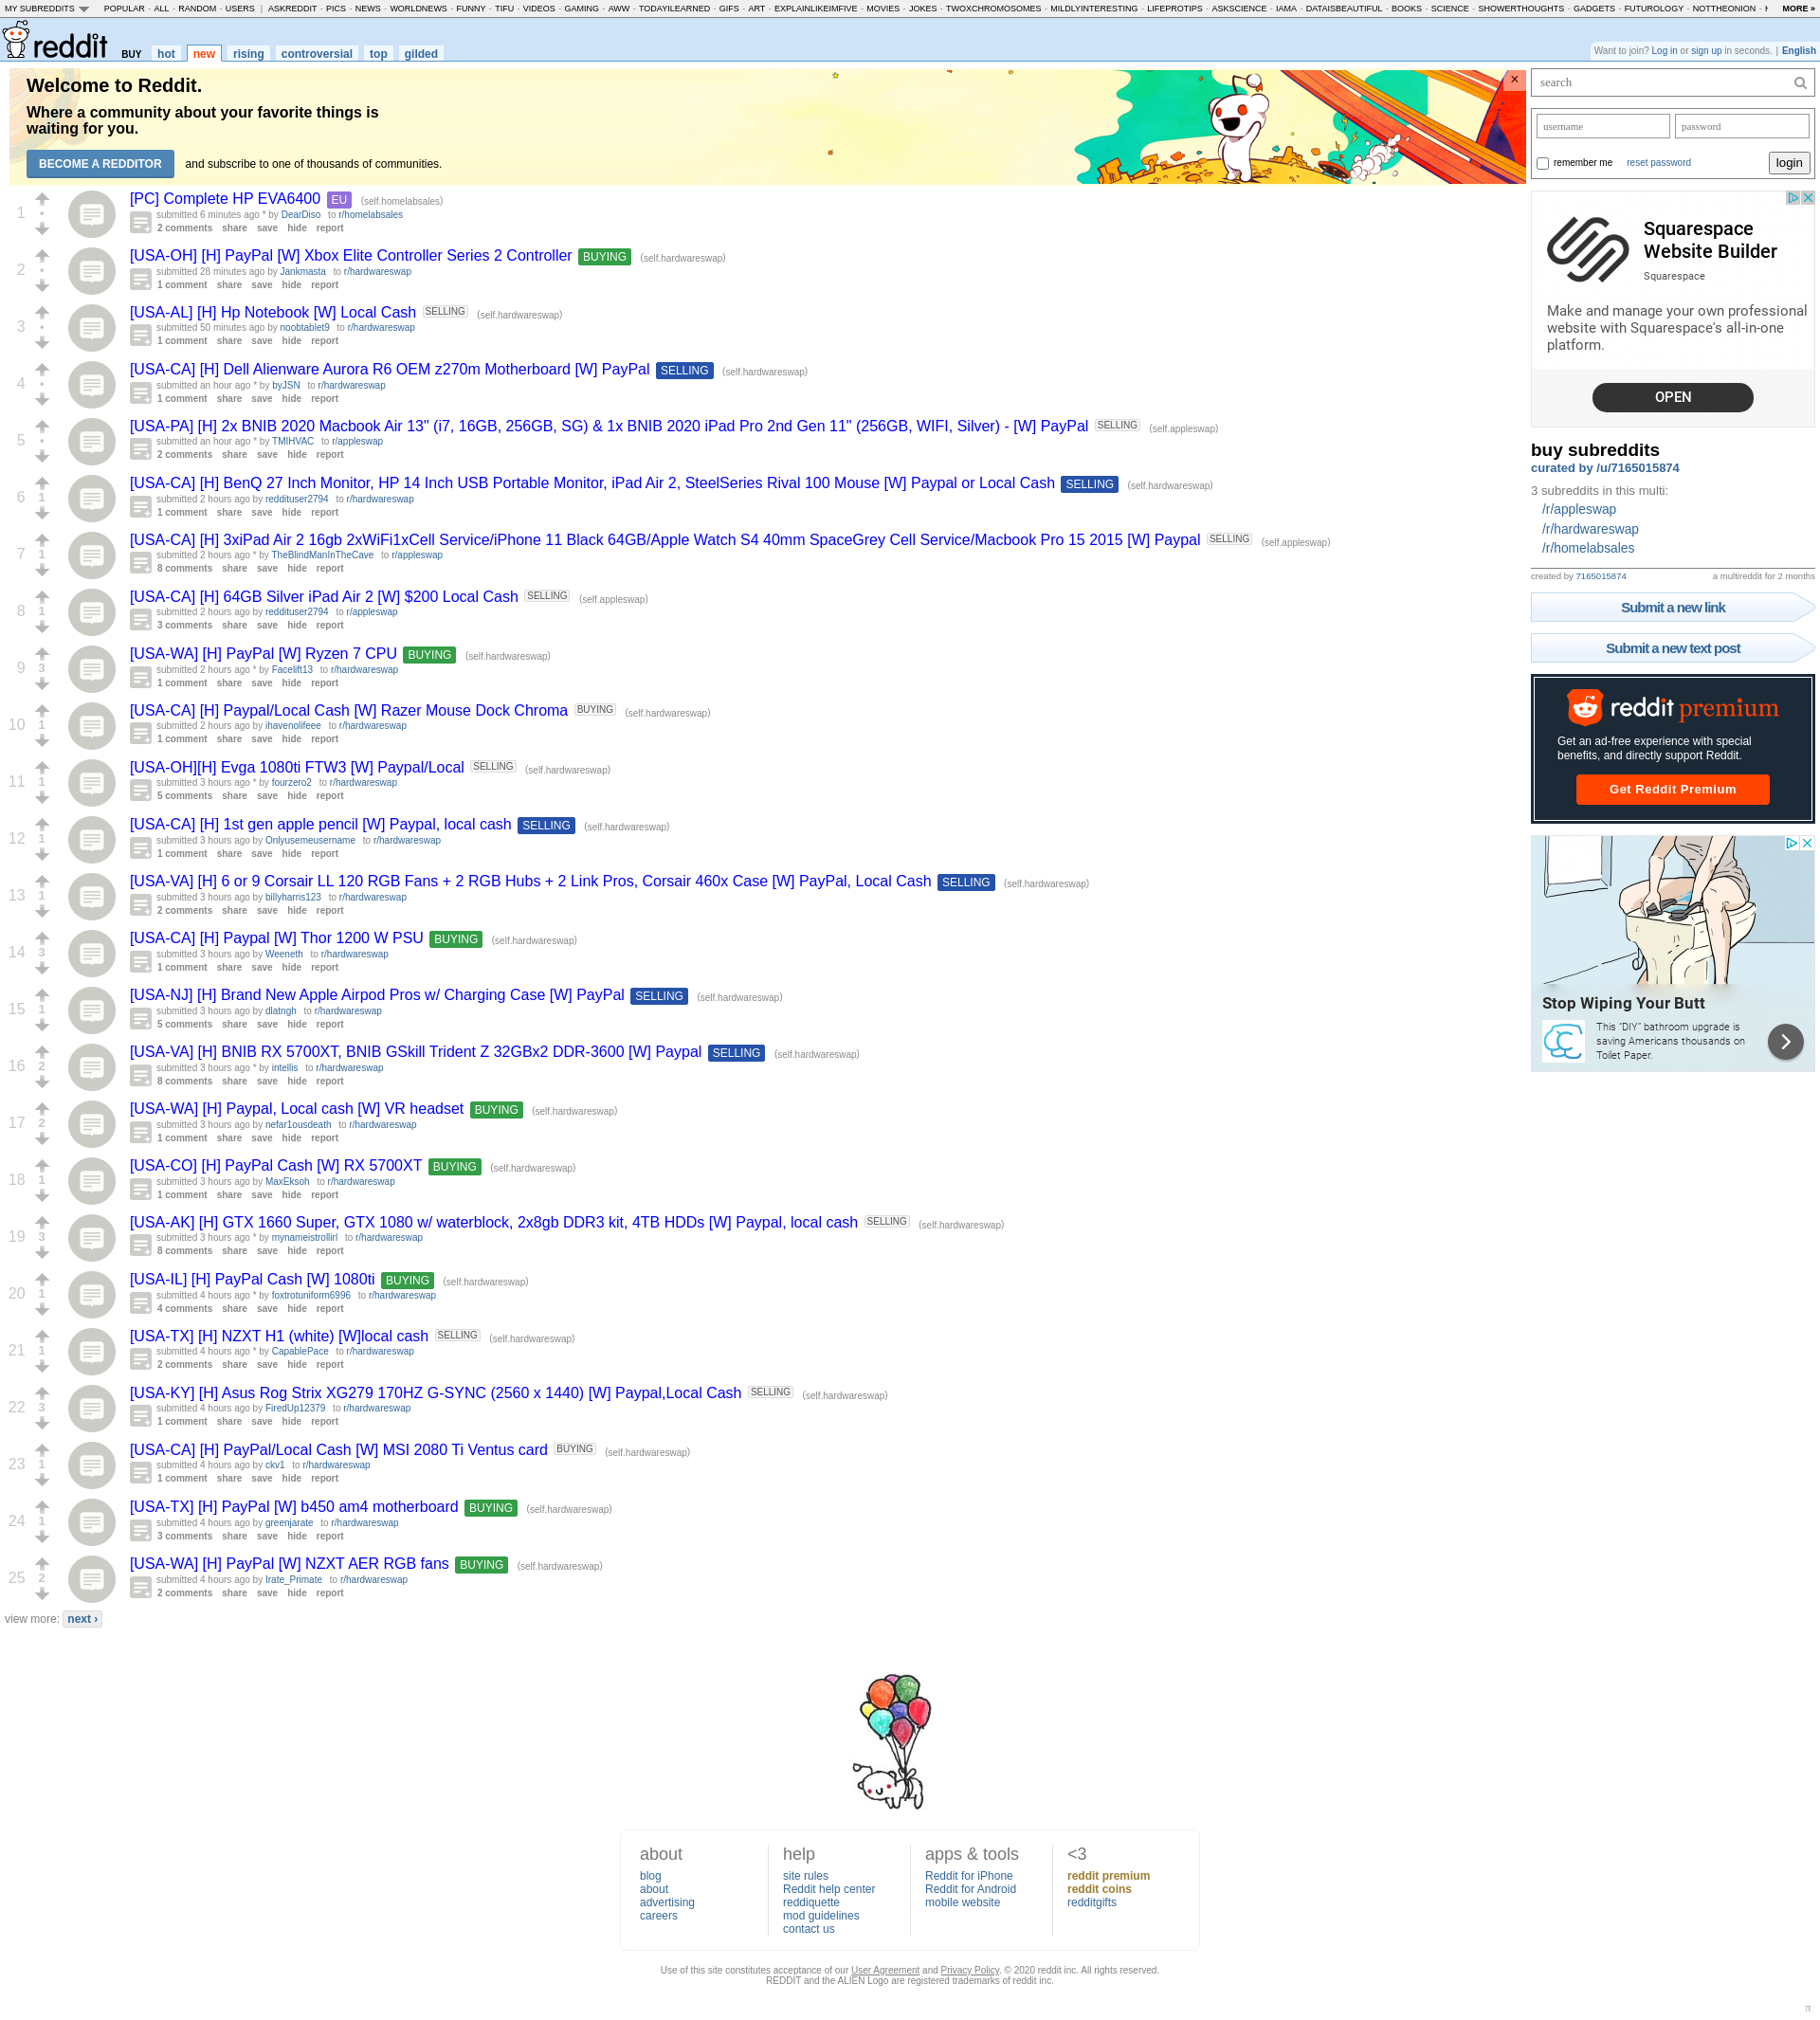 MY SUBREDDITS POPULAR - ALL - RANDOM - USERS | ASKREDDIT - PICS - NEWS - WORLDNEWS - FUNNY - TIFU - VIDEOS - GAMING - AWW - TODAYILEARNED - GIFS - ART - EXPLAINLIKEIMFIVE - MOVIES - JOKES - TWOXCHROMOSOMES - MILDLYINTERESTING - LIFEPROTIPS - ASKSCIENCE - IAMA - DATAISBEAUTIFUL - BOOKS - SCIENCE - SHOWERTHOUGHTS - GADGETS - FUTUROLOGY - NOTTHEONION - MORE »
reddit BUY hot new rising controversial top gilded
Want to join? Log in or sign up in seconds. | English
Welcome to Reddit.
Where a community about your favorite things is
waiting for you.
BECOME A REDDITOR and subscribe to one of thousands of communities.
×
1
[PC] Complete HP EVA6400 EU (self.homelabsales)
submitted 6 minutes ago * by DearDiso to r/homelabsales
2 comments share save hide report
2
[USA-OH] [H] PayPal [W] Xbox Elite Controller Series 2 Controller BUYING (self.hardwareswap)
submitted 28 minutes ago by Jankmasta to r/hardwareswap
1 comment share save hide report
3
[USA-AL] [H] Hp Notebook [W] Local Cash SELLING (self.hardwareswap)
submitted 50 minutes ago by noobtablet9 to r/hardwareswap
1 comment share save hide report
4
[USA-CA] [H] Dell Alienware Aurora R6 OEM z270m Motherboard [W] PayPal SELLING (self.hardwareswap)
submitted an hour ago * by byJSN to r/hardwareswap
1 comment share save hide report
5
[USA-PA] [H] 2x BNIB 2020 Macbook Air 13" (i7, 16GB, 256GB, SG) & 1x BNIB 2020 iPad Pro 2nd Gen 11" (256GB, WIFI, Silver) - [W] PayPal SELLING (self.appleswap)
submitted an hour ago * by TMIHVAC to r/appleswap
2 comments share save hide report
6 1
[USA-CA] [H] BenQ 27 Inch Monitor, HP 14 Inch USB Portable Monitor, iPad Air 2, SteelSeries Rival 100 Mouse [W] Paypal or Local Cash SELLING (self.hardwareswap)
submitted 2 hours ago by reddituser2794 to r/hardwareswap
1 comment share save hide report
7 1
[USA-CA] [H] 3xiPad Air 2 16gb 2xWiFi1xCell Service/iPhone 11 Black 64GB/Apple Watch S4 40mm SpaceGrey Cell Service/Macbook Pro 15 2015 [W] Paypal SELLING (self.appleswap)
submitted 2 hours ago * by TheBlindManInTheCave to r/appleswap
8 comments share save hide report
8 1
[USA-CA] [H] 64GB Silver iPad Air 2 [W] $200 Local Cash SELLING (self.appleswap)
submitted 2 hours ago by reddituser2794 to r/appleswap
3 comments share save hide report
9 3
[USA-WA] [H] PayPal [W] Ryzen 7 CPU BUYING (self.hardwareswap)
submitted 2 hours ago * by Facelift13 to r/hardwareswap
1 comment share save hide report
10 1
[USA-CA] [H] Paypal/Local Cash [W] Razer Mouse Dock Chroma BUYING (self.hardwareswap)
submitted 2 hours ago by ihavenolifeee to r/hardwareswap
1 comment share save hide report
11 1
[USA-OH][H] Evga 1080ti FTW3 [W] Paypal/Local SELLING (self.hardwareswap)
submitted 3 hours ago * by fourzero2 to r/hardwareswap
5 comments share save hide report
12 1
[USA-CA] [H] 1st gen apple pencil [W] Paypal, local cash SELLING (self.hardwareswap)
submitted 3 hours ago by Onlyusemeusername to r/hardwareswap
1 comment share save hide report
13 1
[USA-VA] [H] 6 or 9 Corsair LL 120 RGB Fans + 2 RGB Hubs + 2 Link Pros, Corsair 460x Case [W] PayPal, Local Cash SELLING (self.hardwareswap)
submitted 3 hours ago by billyharris123 to r/hardwareswap
2 comments share save hide report
14 3
[USA-CA] [H] Paypal [W] Thor 1200 W PSU BUYING (self.hardwareswap)
submitted 3 hours ago by Weeneth to r/hardwareswap
1 comment share save hide report
15 1
[USA-NJ] [H] Brand New Apple Airpod Pros w/ Charging Case [W] PayPal SELLING (self.hardwareswap)
submitted 3 hours ago by dlatngh to r/hardwareswap
5 comments share save hide report
16 2
[USA-VA] [H] BNIB RX 5700XT, BNIB GSkill Trident Z 32GBx2 DDR-3600 [W] Paypal SELLING (self.hardwareswap)
submitted 3 hours ago * by intellis to r/hardwareswap
8 comments share save hide report
17 2
[USA-WA] [H] Paypal, Local cash [W] VR headset BUYING (self.hardwareswap)
submitted 3 hours ago by nefar1ousdeath to r/hardwareswap
1 comment share save hide report
18 1
[USA-CO] [H] PayPal Cash [W] RX 5700XT BUYING (self.hardwareswap)
submitted 3 hours ago by MaxEksoh to r/hardwareswap
1 comment share save hide report
19 3
[USA-AK] [H] GTX 1660 Super, GTX 1080 w/ waterblock, 2x8gb DDR3 kit, 4TB HDDs [W] Paypal, local cash SELLING (self.hardwareswap)
submitted 3 hours ago * by mynameistrollirl to r/hardwareswap
8 comments share save hide report
20 1
[USA-IL] [H] PayPal Cash [W] 1080ti BUYING (self.hardwareswap)
submitted 4 hours ago * by foxtrotuniform6996 to r/hardwareswap
4 comments share save hide report
21 1
[USA-TX] [H] NZXT H1 (white) [W]local cash SELLING (self.hardwareswap)
submitted 4 hours ago * by CapablePace to r/hardwareswap
2 comments share save hide report
22 3
[USA-KY] [H] Asus Rog Strix XG279 170HZ G-SYNC (2560 x 1440) [W] Paypal,Local Cash SELLING (self.hardwareswap)
submitted 4 hours ago by FiredUp12379 to r/hardwareswap
1 comment share save hide report
23 1
[USA-CA] [H] PayPal/Local Cash [W] MSI 2080 Ti Ventus card BUYING (self.hardwareswap)
submitted 4 hours ago by ckv1 to r/hardwareswap
1 comment share save hide report
24 1
[USA-TX] [H] PayPal [W] b450 am4 motherboard BUYING (self.hardwareswap)
submitted 4 hours ago by greenjarate to r/hardwareswap
3 comments share save hide report
25 2
[USA-WA] [H] PayPal [W] NZXT AER RGB fans BUYING (self.hardwareswap)
submitted 4 hours ago by Irate_Primate to r/hardwareswap
2 comments share save hide report
view more: next ›
search
username password
remember me reset password login
Squarespace
Website Builder
Squarespace
Make and manage your own professional
website with Squarespace's all-in-one
platform.
OPEN
buy subreddits
curated by /u/7165015874
3 subreddits in this multi:
/r/appleswap
/r/hardwareswap
/r/homelabsales
created by 7165015874 a multireddit for 2 months
Submit a new link
Submit a new text post
reddit premium
Get an ad-free experience with special
benefits, and directly support Reddit.
Get Reddit Premium
Stop Wiping Your Butt
This "DIY" bathroom upgrade is
saving Americans thousands on
Toilet Paper.
about
blog
about
advertising
careers
help
site rules
Reddit help center
reddiquette
mod guidelines
contact us
apps & tools
Reddit for iPhone
Reddit for Android
mobile website
<3
reddit premium
reddit coins
redditgifts
Use of this site constitutes acceptance of our User Agreement and Privacy Policy. © 2020 reddit inc. All rights reserved.
REDDIT and the ALIEN Logo are registered trademarks of reddit inc.
π